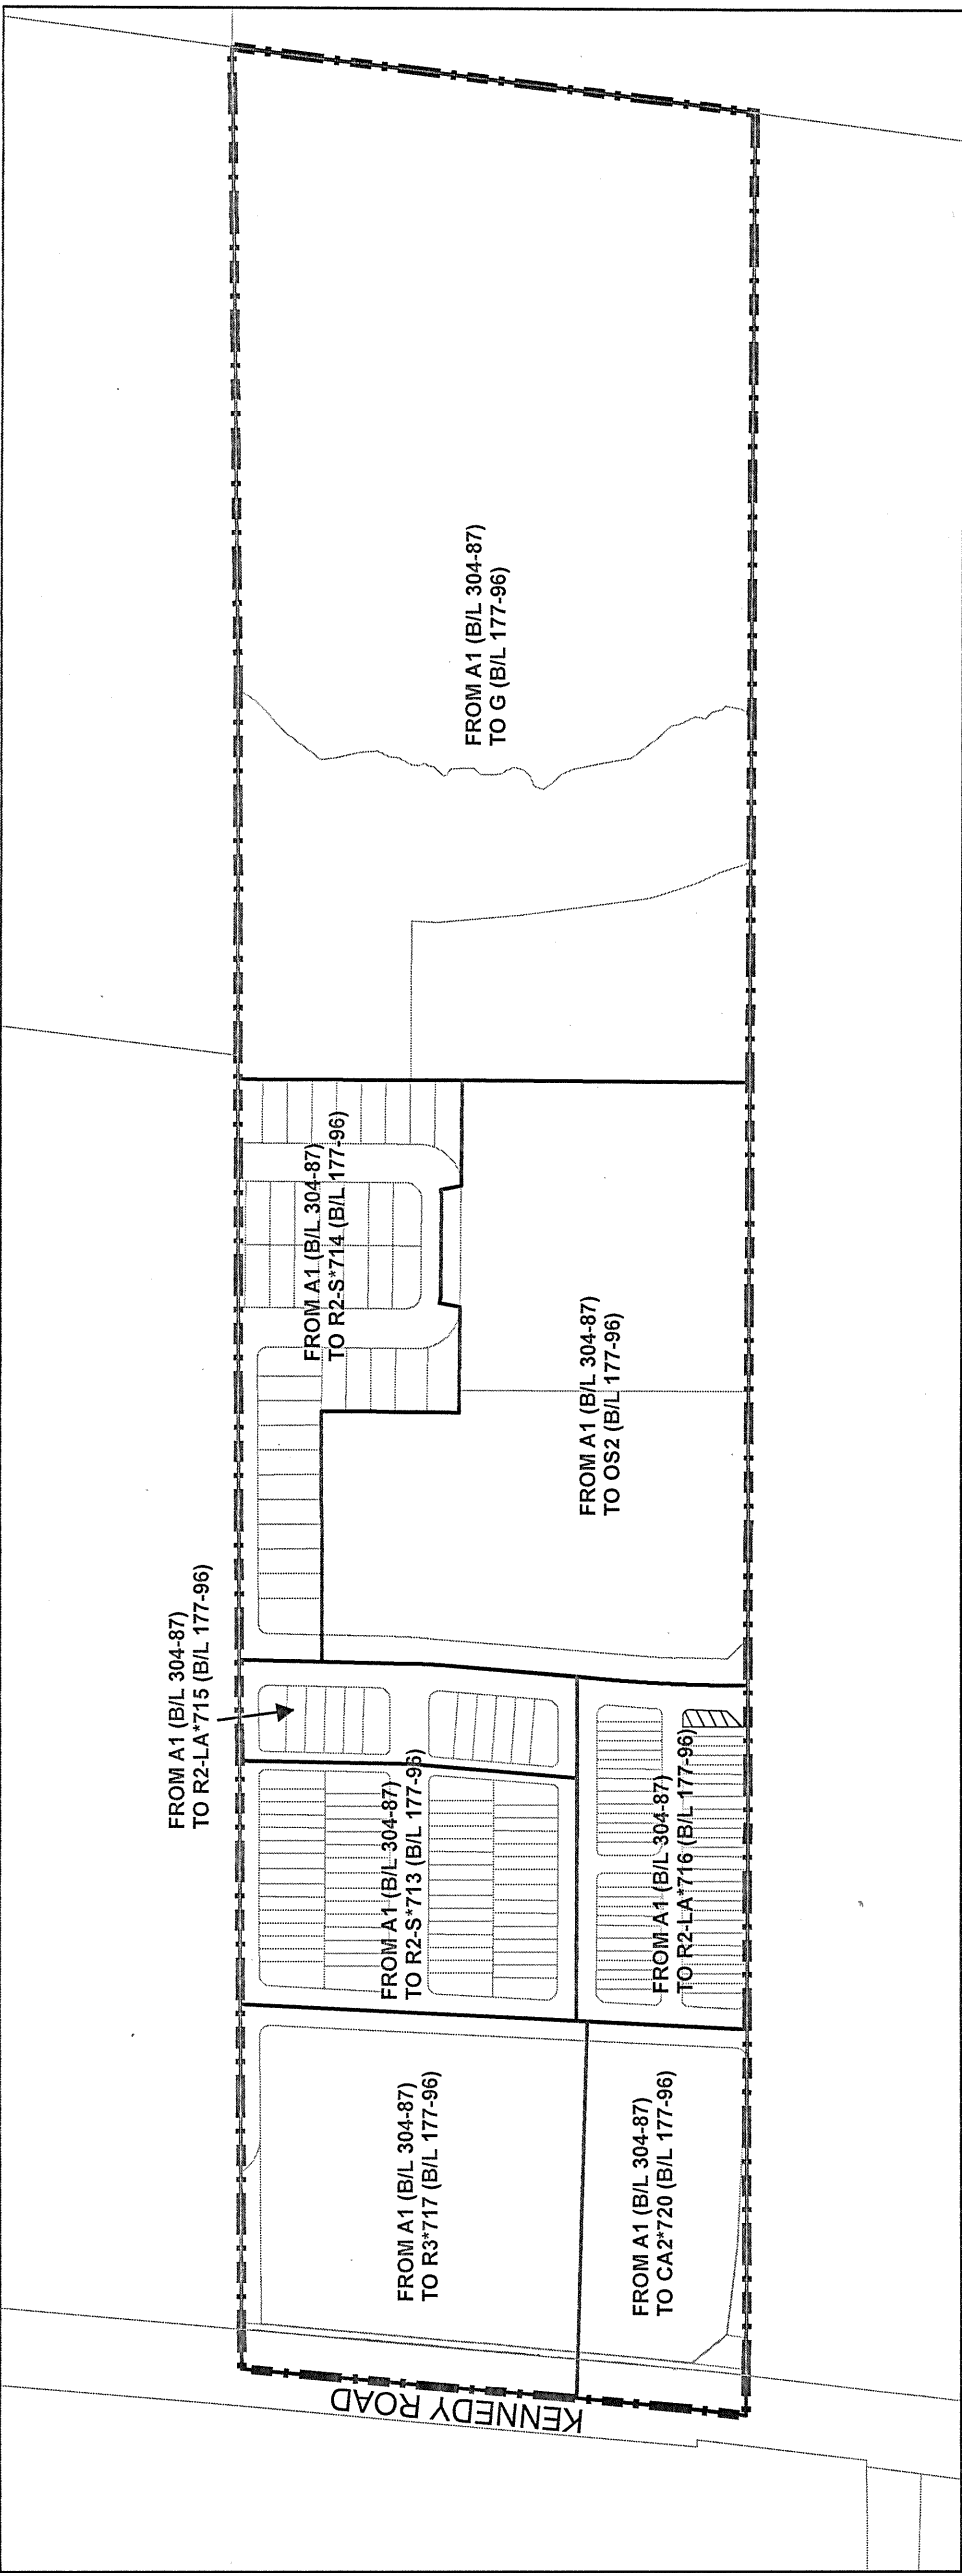 FROM A1 (B/L 304-87)
TO R2-LA*715 (B/L 177-96)
KENNEDY ROAD
FROM A1 (B/L 304-87)
TO R3*717 (B/L 177-96)
FROM A1 (B/L 304-87)
TO CA2*720 (B/L 177-96)
FROM A1 (B/L 304-87)
TO R2-S*713 (B/L 177-96)
FROM A1 (B/L 304-87)
TO R2-LA*716 (B/L 177-96)
FROM A1 (B/L 304-87)
TO R2-S*714 (B/L 177-96)
FROM A1 (B/L 304-87)
TO OS2 (B/L 177-96)
FROM A1 (B/L 304-87)
TO G (B/L 177-96)